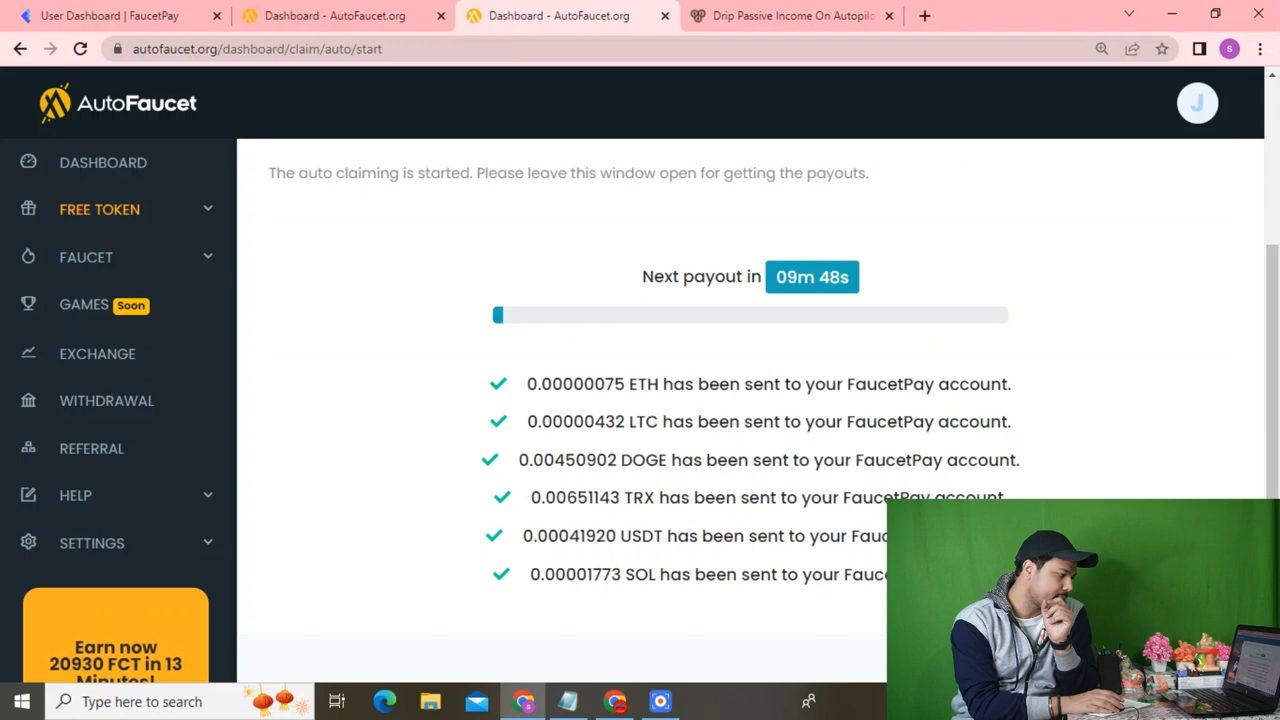 User Dashboard | FaucetPay
Dashboard - AutoFaucet.org
Dashboard - AutoFaucet.org
Drip Passive Income On Autopilo
autofaucet.org/dashboard/claim/auto/start
S
AutoFaucet
J
DASHBOARD
FREE TOKEN
FAUCET
GAMES Soon
EXCHANGE
WITHDRAWAL
REFERRAL
HELP
SETTINGS
Earn now
20930 FCT in 13
Minutes!
The auto claiming is started. Please leave this window open for getting the payouts.
Next payout in 09m 48s
0.00000075 ETH has been sent to your FaucetPay account.
0.00000432 LTC has been sent to your FaucetPay account.
0.00450902 DOGE has been sent to your FaucetPay account.
0.00651143 TRX has been sent to your FaucetPay account.
0.00041920 USDT has been sent to your Fauc
0.00001773 SOL has been sent to your Fauce
Type here to search